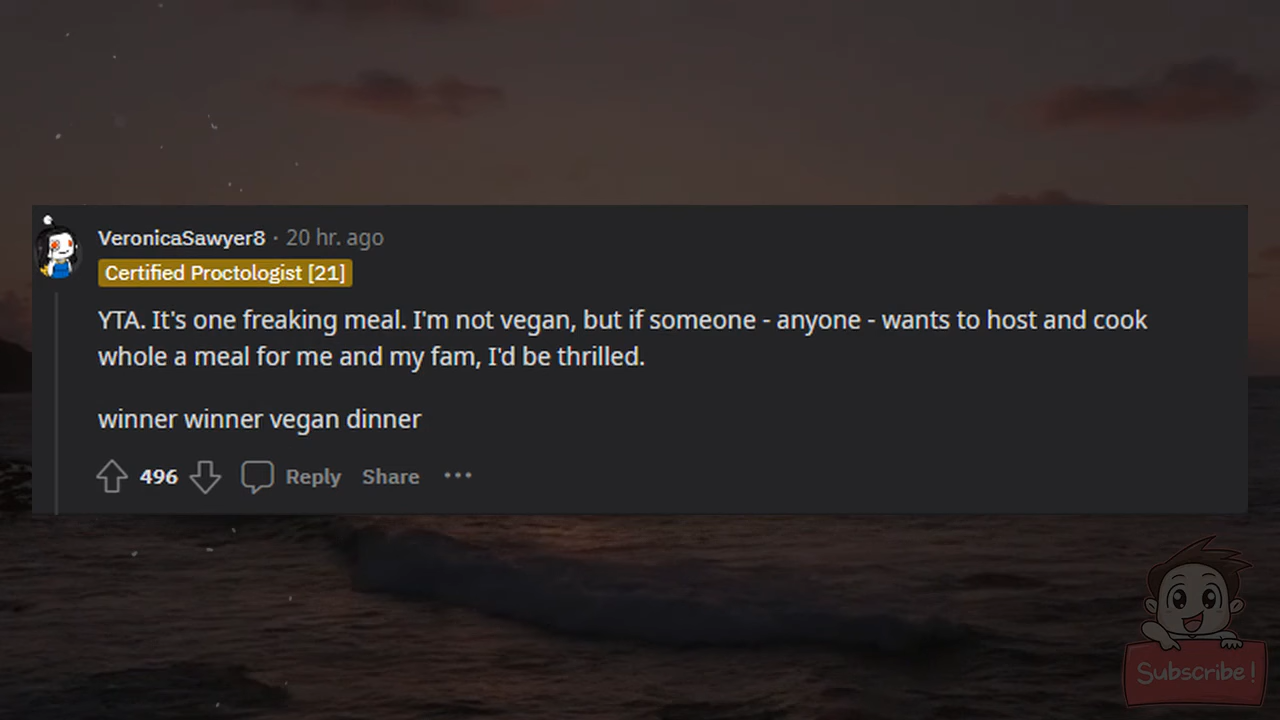 VeronicaSawyer8 · 20 hr. ago
Certified Proctologist [21]
YTA. It's one freaking meal. I'm not vegan, but if someone - anyone - wants to host and cook
whole a meal for me and my fam, I'd be thrilled.
winner winner vegan dinner
496 Reply Share ···
Subscribe!